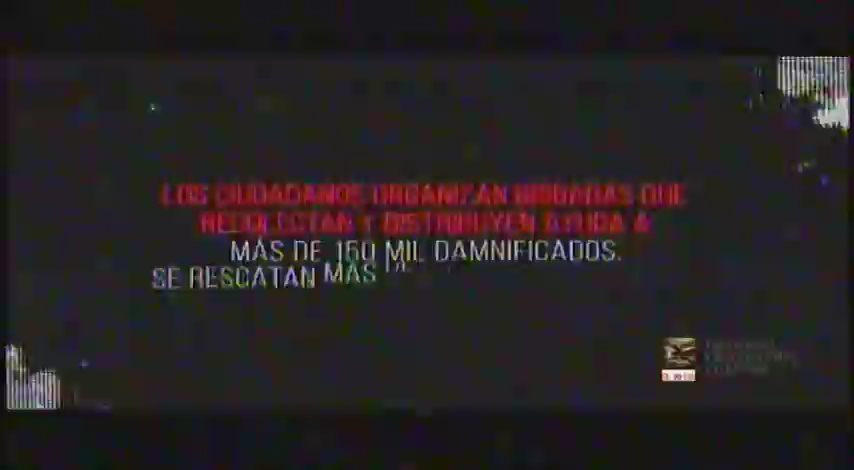 LOS CIUDADANOS ORGANIZAN BRIGADAS QUE
RECOLECTAN Y DISTRIBUYEN AYUDA A
MÁS DE 150 MIL DAMNIFICADOS.
SE RESCATAN MÁS